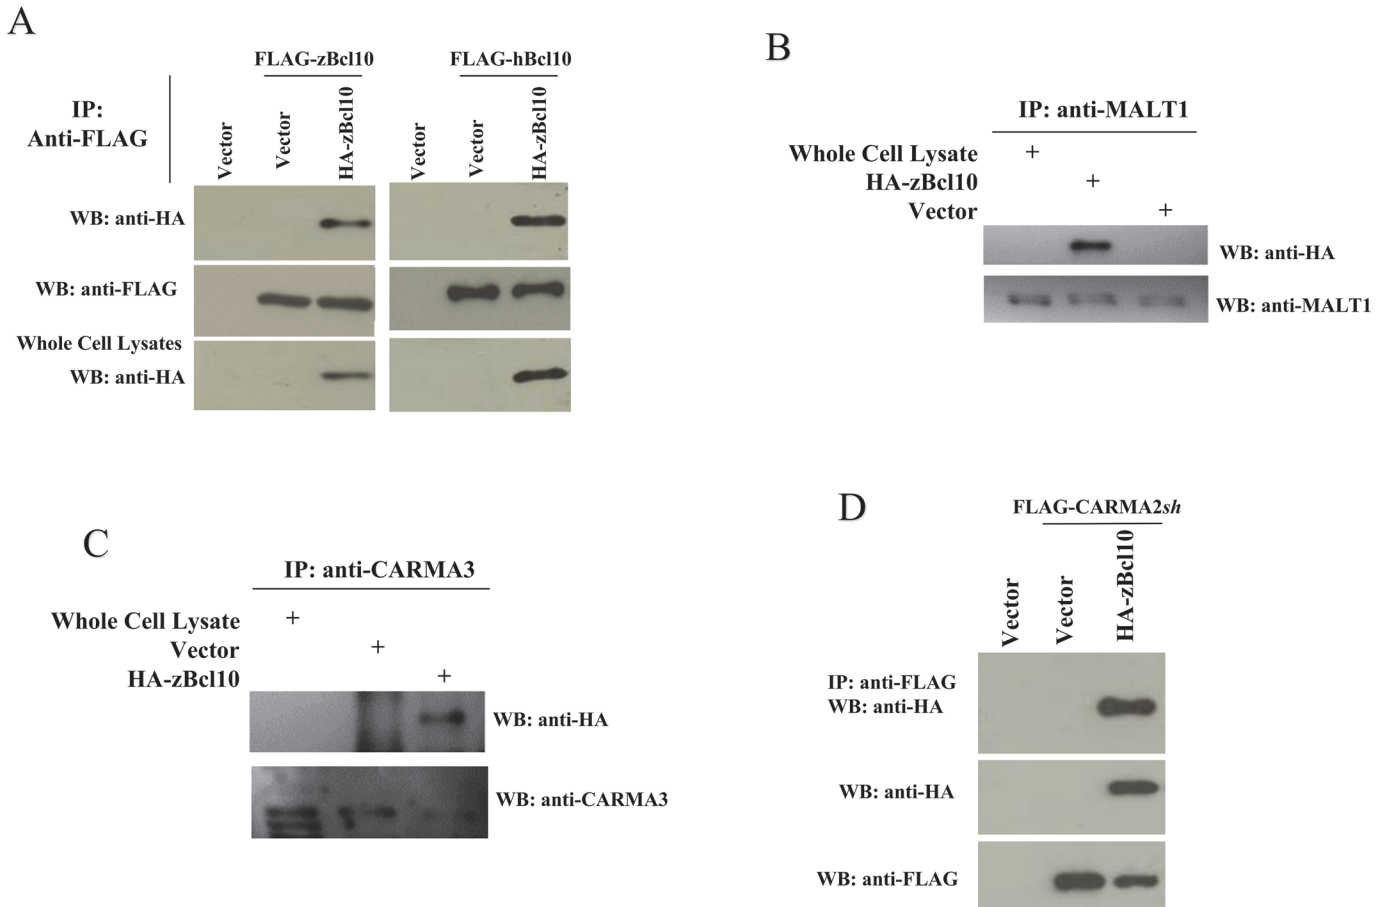 A
FLAG-zBcl10
FLAG-hBcl10
IP:
Anti-FLAG
Vector
Vector
HA-zBcl10
Vector
Vector
HA-zBcl10
WB: anti-HA
WB: anti-FLAG
Whole Cell Lysates
WB: anti-HA
B
IP: anti-MALT1
Whole Cell Lysate +
HA-zBcl10 +
Vector +
WB: anti-HA
WB: anti-MALT1
C
IP: anti-CARMA3
Whole Cell Lysate +
Vector +
HA-zBcl10 +
WB: anti-HA
WB: anti-CARMA3
D
FLAG-CARMA2sh
Vector
Vector
HA-zBcl10
IP: anti-FLAG
WB: anti-HA
WB: anti-HA
WB: anti-FLAG